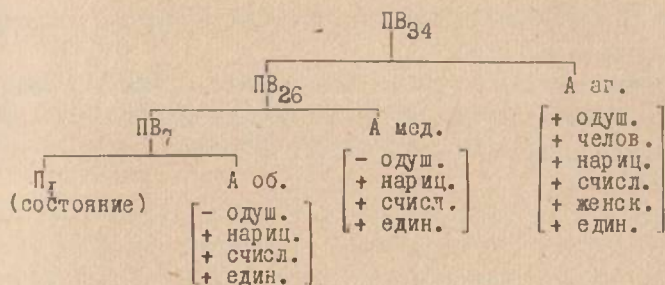 ПВ34
ПВ26 А аг.
ПВ7 А мед. [+ одуш.
+ челов.
+ нариц.
+ счисл.
+ женск.
+ един.]
П1 А об. [- одуш.
+ нариц.
+ счисл.
+ един.]
(состояние) [- одуш.
+ нариц.
+ счисл.
+ един.]